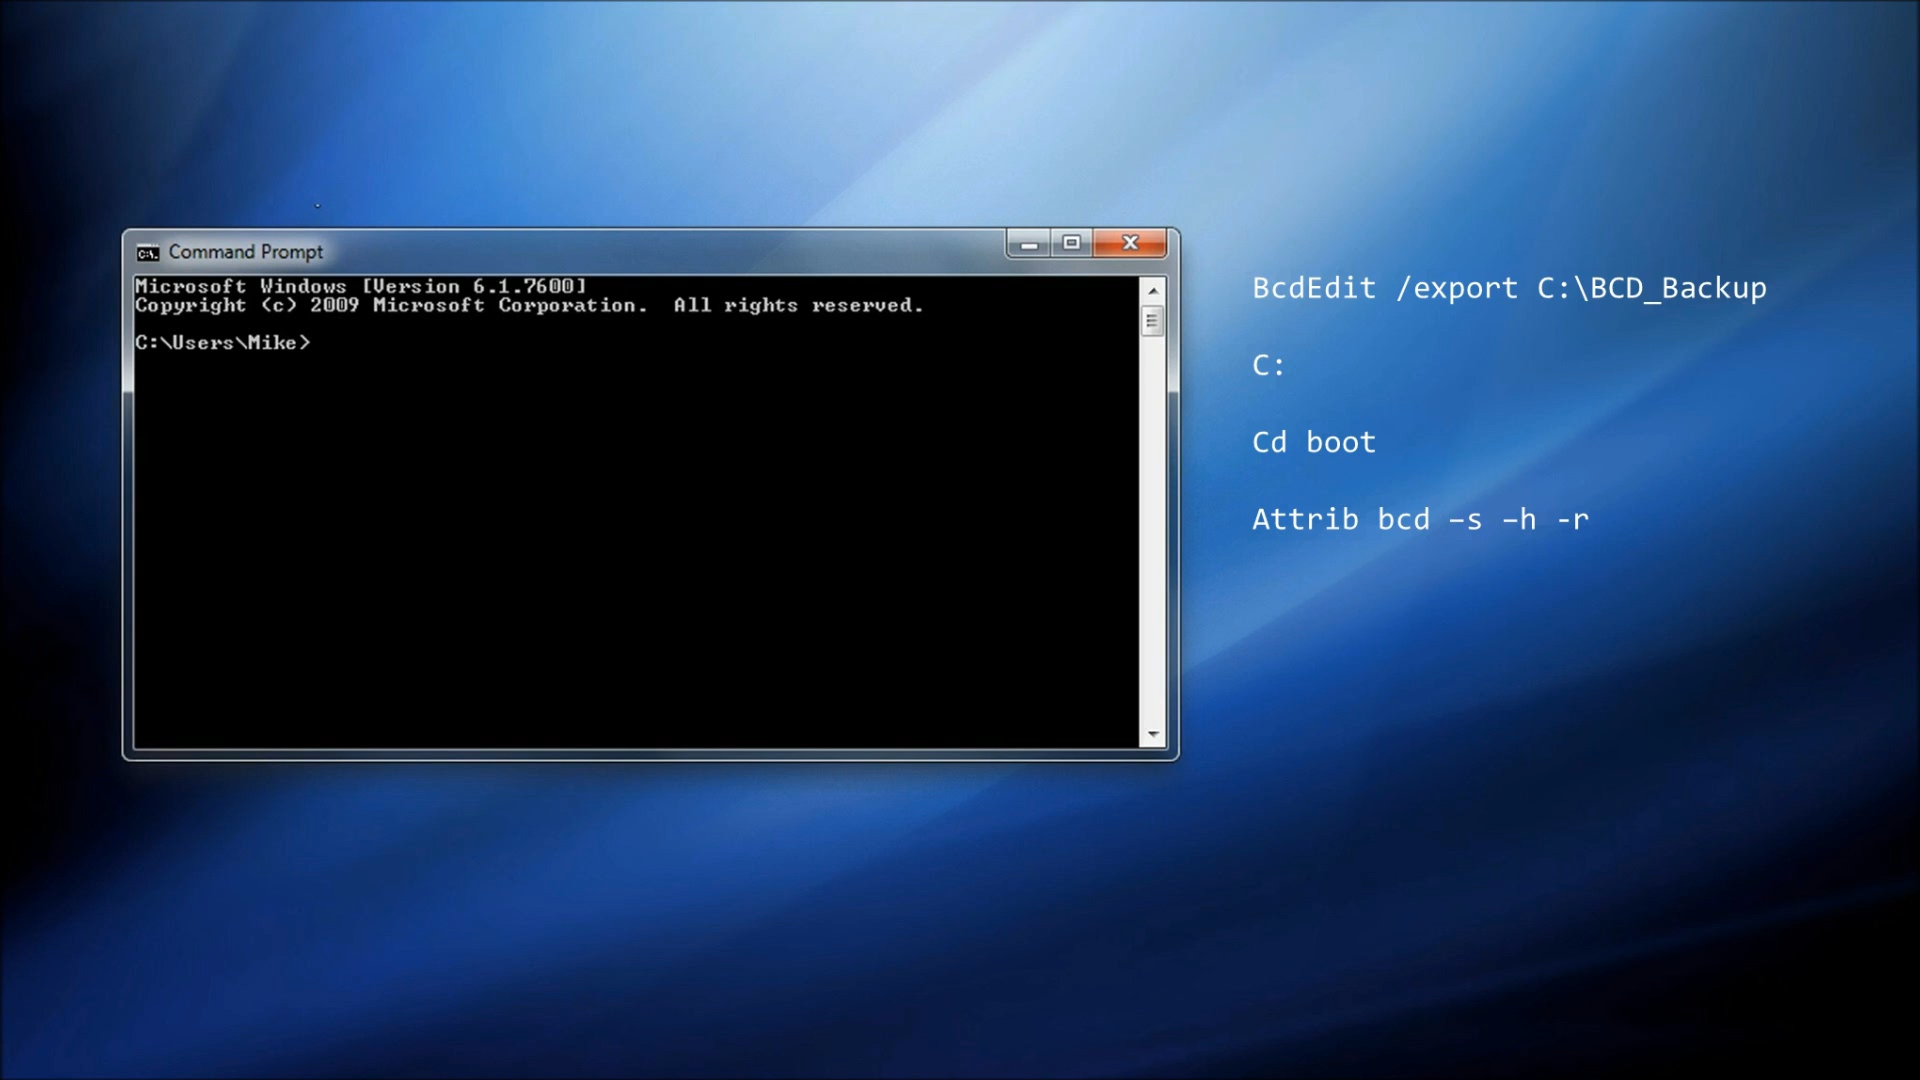 Command Prompt
Microsoft Windows [Version 6.1.7600]
Copyright (c) 2009 Microsoft Corporation.  All rights reserved.
C:\Users\Mike>
BcdEdit /export C:\BCD_Backup
C:
Cd boot
Attrib bcd –s –h -r